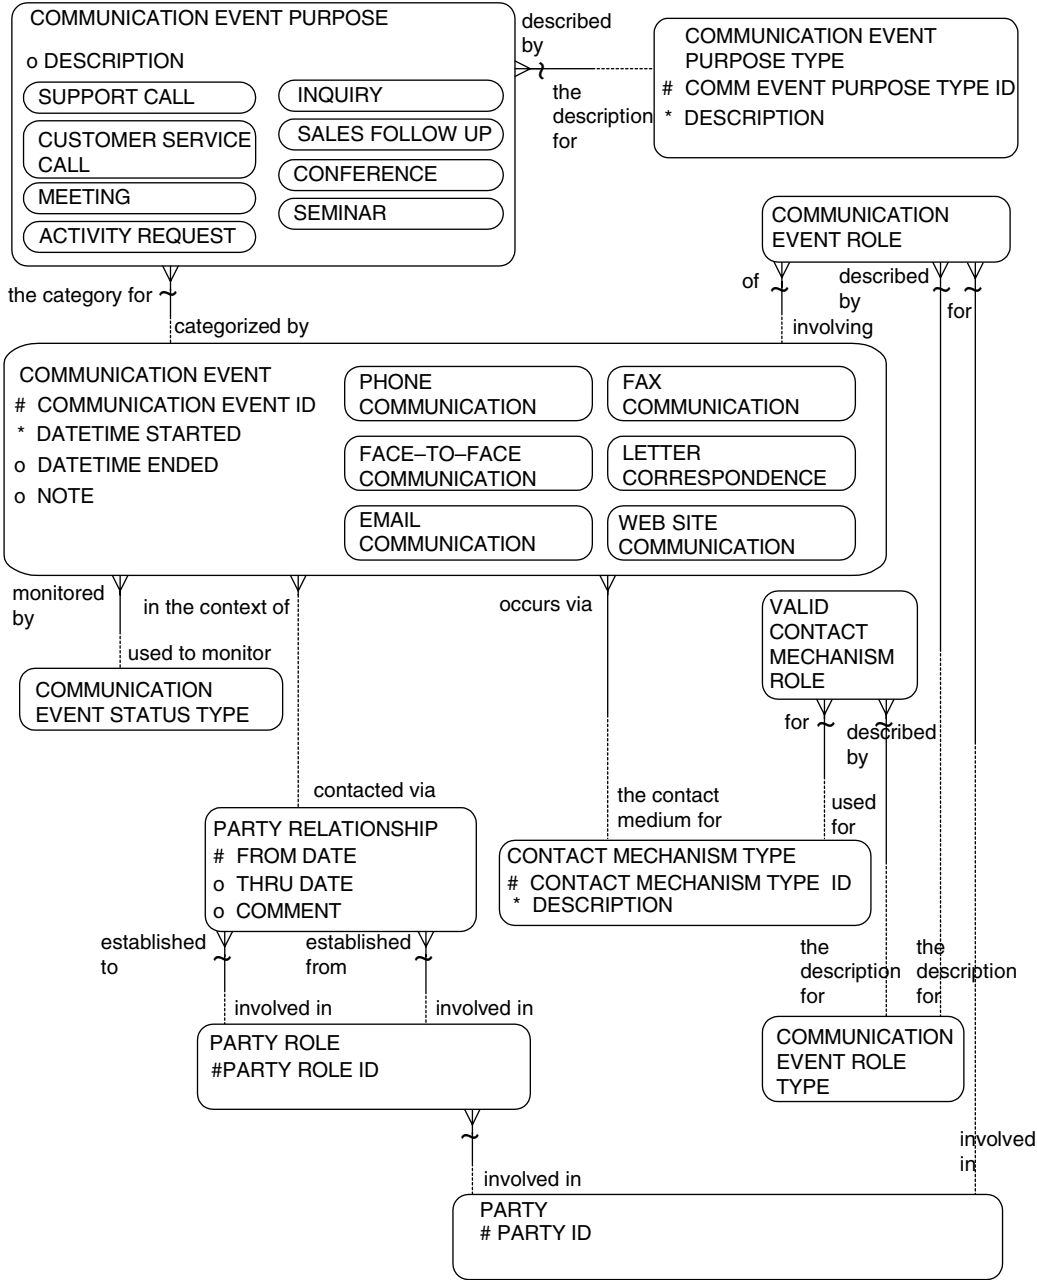 COMMUNICATION EVENT PURPOSE
o DESCRIPTION
SUPPORT CALL
CUSTOMER SERVICE
CALL
MEETING
ACTIVITY REQUEST
INQUIRY
SALES FOLLOW UP
CONFERENCE
SEMINAR
described
by
the
description
for
COMMUNICATION EVENT
PURPOSE TYPE
# COMM EVENT PURPOSE TYPE ID
* DESCRIPTION
COMMUNICATION
EVENT ROLE
the category for
categorized by
of
involving
described
by
for
COMMUNICATION EVENT
# COMMUNICATION EVENT ID
* DATETIME STARTED
o DATETIME ENDED
o NOTE
PHONE
COMMUNICATION
FACE–TO–FACE
COMMUNICATION
EMAIL
COMMUNICATION
FAX
COMMUNICATION
LETTER
CORRESPONDENCE
WEB SITE
COMMUNICATION
monitored
by
used to monitor
in the context of
occurs via
COMMUNICATION
EVENT STATUS TYPE
VALID
CONTACT
MECHANISM
ROLE
for
described
by
contacted via
the contact
medium for
used
for
PARTY RELATIONSHIP
# FROM DATE
o THRU DATE
o COMMENT
CONTACT MECHANISM TYPE
# CONTACT MECHANISM TYPE ID
* DESCRIPTION
established
to
established
from
the
description
for
the
description
for
involved in
involved in
PARTY ROLE
#PARTY ROLE ID
COMMUNICATION
EVENT ROLE
TYPE
involved
in
involved in
PARTY
# PARTY ID